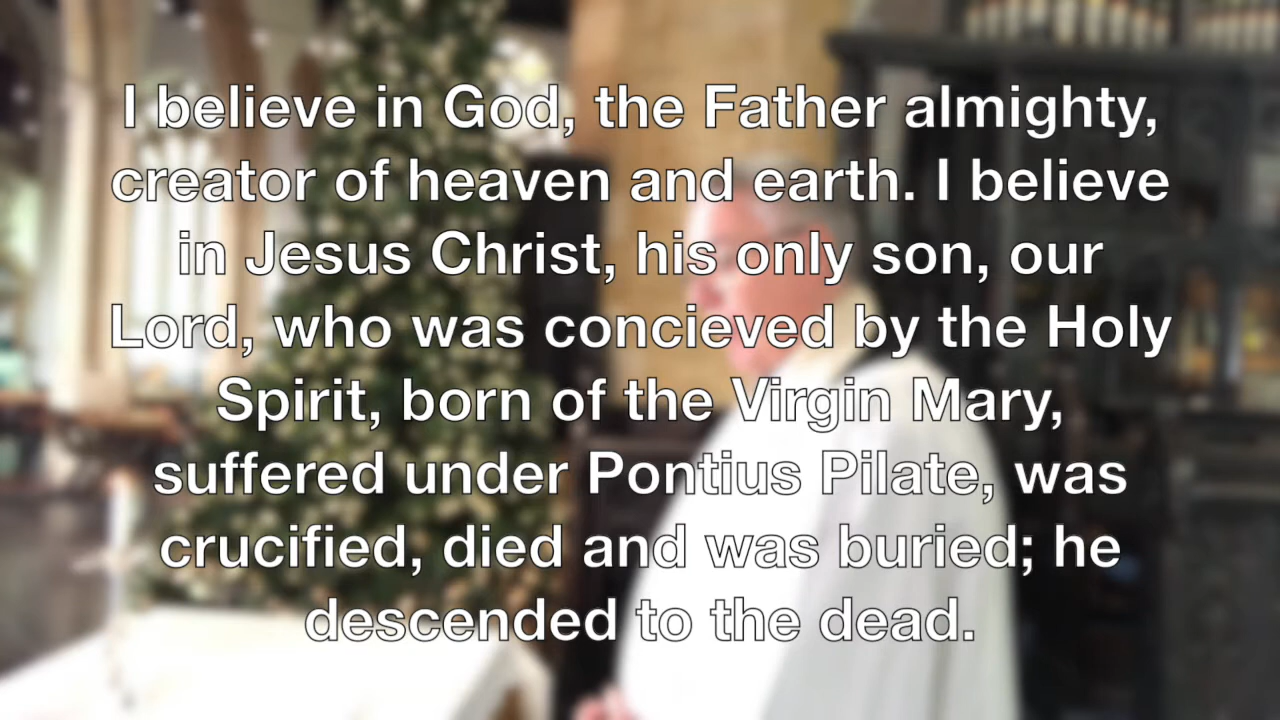 I believe in God, the Father almighty,
creator of heaven and earth. I believe
in Jesus Christ, his only son, our
Lord, who was concieved by the Holy
Spirit, born of the Virgin Mary,
suffered under Pontius Pilate, was
crucified, died and was buried; he
descended to the dead.